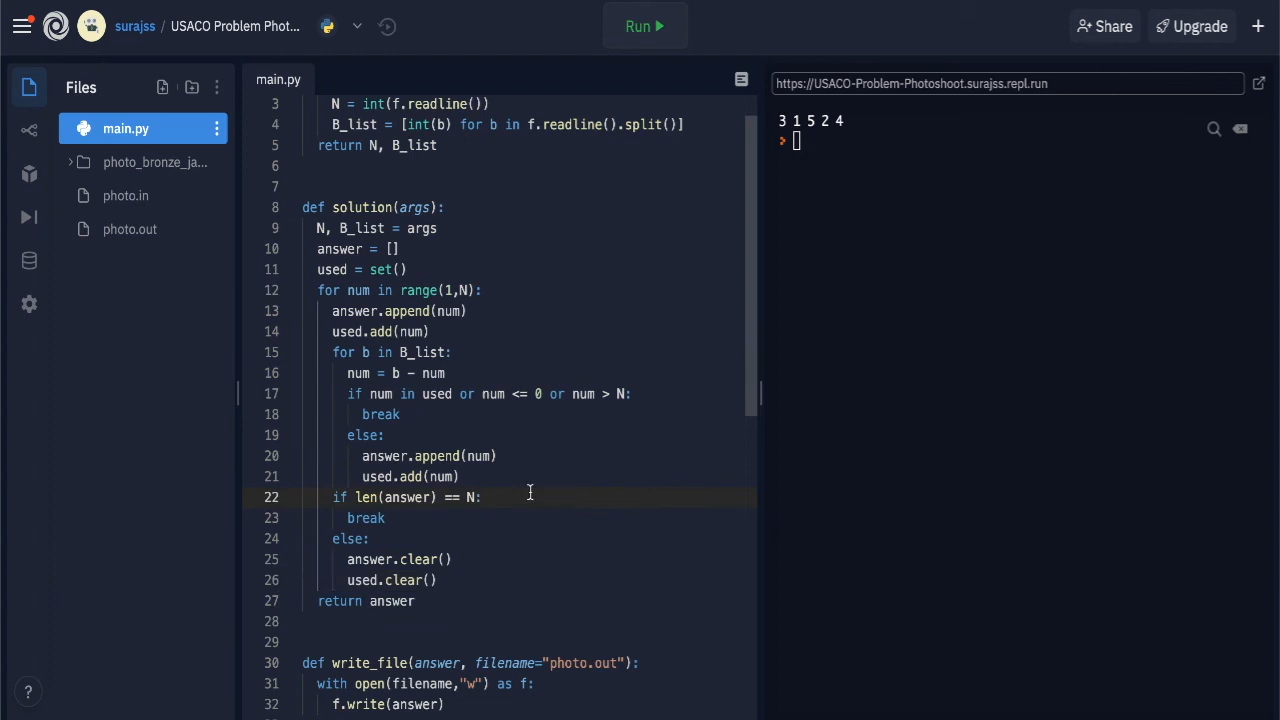 surajss / USACO Problem Phot...
Run
Share
Upgrade
Files
main.py
photo_bronze_ja...
photo.in
photo.out
main.py
3 N = int(f.readline())
4 B_list = [int(b) for b in f.readline().split()]
5 return N, B_list
6
7
8 def solution(args):
9 N, B_list = args
10 answer = []
11 used = set()
12 for num in range(1,N):
13 answer.append(num)
14 used.add(num)
15 for b in B_list:
16 num = b - num
17 if num in used or num <= 0 or num > N:
18 break
19 else:
20 answer.append(num)
21 used.add(num)
22 if len(answer) == N:
23 break
24 else:
25 answer.clear()
26 used.clear()
27 return answer
28
29
30 def write_file(answer, filename="photo.out"):
31 with open(filename,"w") as f:
32 f.write(answer)
https://USACO-Problem-Photoshoot.surajss.repl.run
3 1 5 2 4
>
?